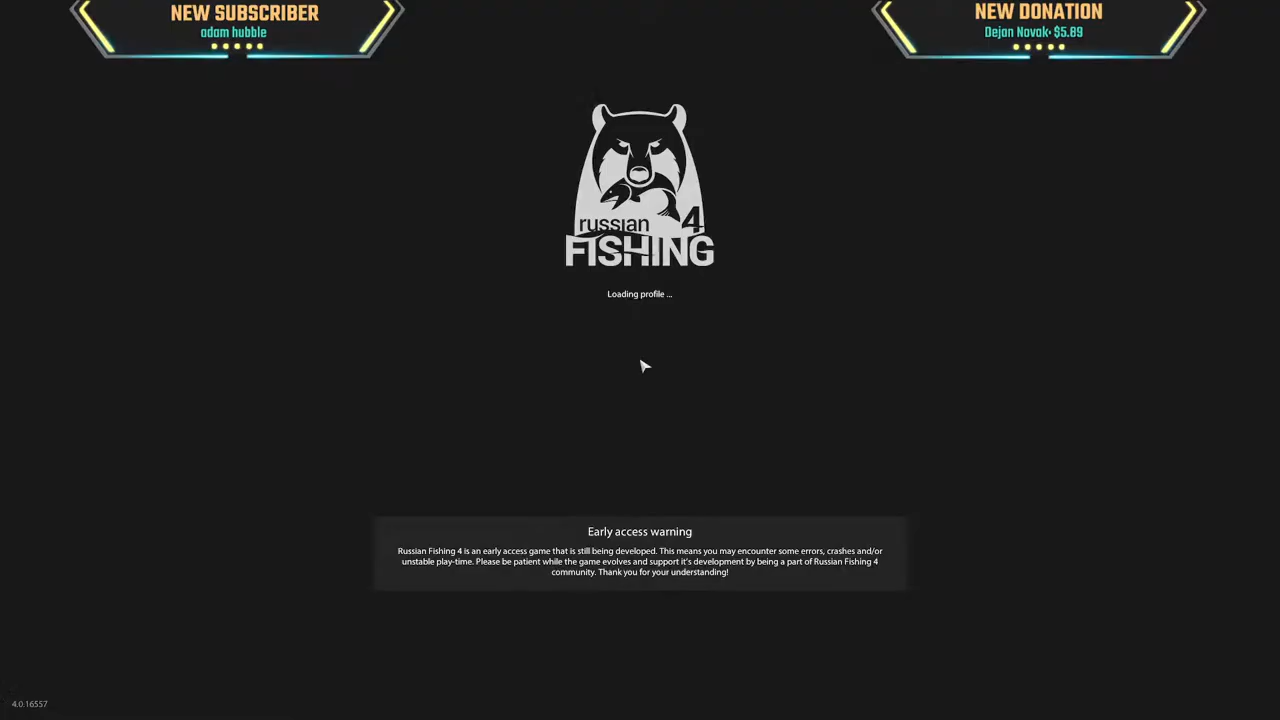 NEW SUBSCRIBER
adam hubble
NEW DONATION
Dejan Novak• $5.89
russian 4
FISHING
Loading profile ...
Early access warning
Russian Fishing 4 is an early access game that is still being developed. This means you may encounter some errors, crashes and/or
unstable play-time. Please be patient while the game evolves and support it's development by being a part of Russian Fishing 4
community. Thank you for your understanding!
4.0.16557